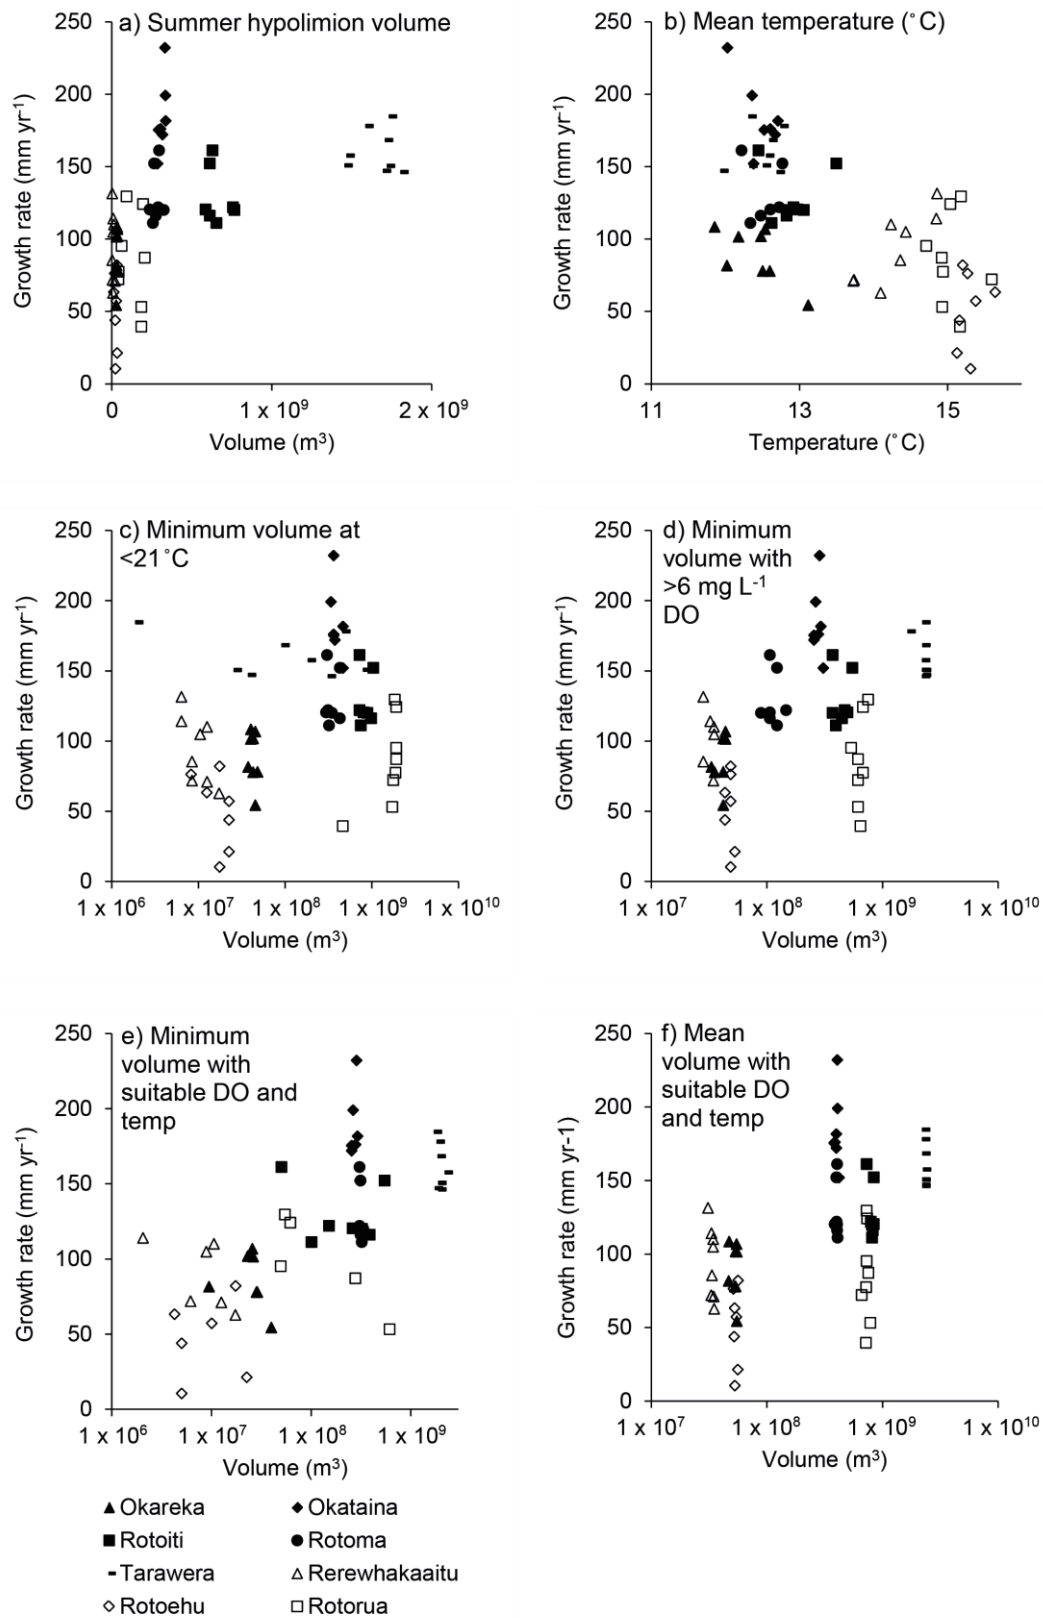 a) Summer hypolimion volume
250
200
150
100
50
0
Growth rate (mm yr⁻¹)
0
1 x 10⁹
2 x 10⁹
Volume (m³)
b) Mean temperature (˚C)
250
200
150
100
50
0
Growth rate (mm yr⁻¹)
11
13
15
Temperature (˚C)
c) Minimum volume at
<21˚C
250
200
150
100
50
0
Growth rate (mm yr⁻¹)
1 x 10⁶
1 x 10⁷
1 x 10⁸
1 x 10⁹
1 x 10¹⁰
Volume (m³)
d) Minimum
volume with
>6 mg L⁻¹
DO
250
200
150
100
50
0
Growth rate (mm yr⁻¹)
1 x 10⁷
1 x 10⁸
1 x 10⁹
1 x 10¹⁰
Volume (m³)
e) Minimum
volume with
suitable DO and
temp
250
200
150
100
50
0
Growth rate (mm yr⁻¹)
1 x 10⁶
1 x 10⁷
1 x 10⁸
1 x 10⁹
Volume (m³)
f) Mean
volume with
suitable DO
and temp
250
200
150
100
50
0
Growth rate (mm yr-1)
1 x 10⁷
1 x 10⁸
1 x 10⁹
1 x 10¹⁰
Volume (m³)
Okareka
Okataina
Rotoiti
Rotoma
Tarawera
Rerewhakaaitu
Rotoehu
Rotorua